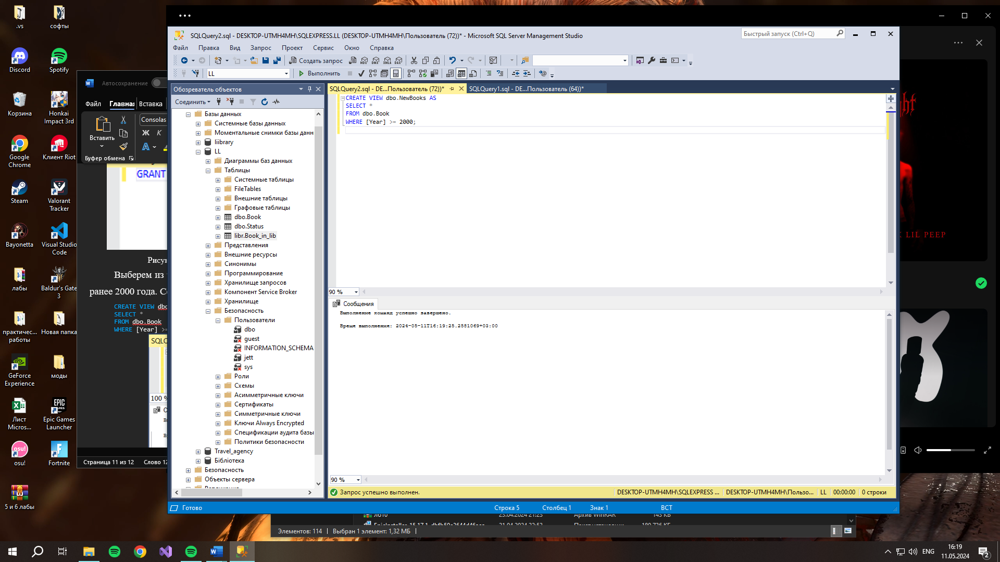 .vs
софты
Discord
Spotify
Корзина
Honkai
Impact 3rd
Google
Chrome
Клиент Riot
Steam
Valorant
Tracker
Bayonetta
Visual Studio
Code
лабы
Baldur's Gate
3
практичес...
работы
Новая папка
GeForce
Experience
моды
Лист
Micros...
Epic Games
Launcher
osu!
Fortnite
5 и 6 лабы
Автосохранение
Файл
Главная
Вставка
Вставить
Consolas
Ж
К
Буфер обмена
GRANT
Выберем из
ранее 2000 года.
CREATE VIEW dbo
SELECT *
FROM dbo.Book
WHERE [Year] >=
SQLQ
100 %
Страница 11 из 12
Слово 12
SQLQuery2.sql - DESKTOP-UTMH4MH\SQLEXPRESS.LL (DESKTOP-UTMH4MH\Пользователь (72))* - Microsoft SQL Server Management Studio
Быстрый запуск (Ctrl+Q)
Файл
Правка
Вид
Запрос
Проект
Сервис
Окно
Справка
Создать запрос
LL
Выполнить
Обозреватель объектов
Соединить
Базы данных
Системные базы данных
Моментальные снимки базы данн
liibrary
LL
Диаграммы баз данных
Таблицы
Системные таблицы
FileTables
Внешние таблицы
Графовые таблицы
dbo.Book
dbo.Status
libr.Book_in_lib
Представления
Внешние ресурсы
Синонимы
Программирование
Хранилище запросов
Компонент Service Broker
Хранилище
Безопасность
Пользователи
dbo
guest
INFORMATION_SCHEMA
jett
sys
Роли
Схемы
Асимметричные ключи
Сертификаты
Симметричные ключи
Ключи Always Encrypted
Спецификации аудита базы
Политики безопасности
Travel_agency
Бібліотека
Безопасность
Объекты сервера
SQLQuery2.sql - DE...Пользователь (72))*
SQLQuery1.sql - DE...Пользователь (64))*
CREATE VIEW dbo.NewBooks AS
SELECT *
FROM dbo.Book
WHERE [Year] >= 2000;
90 %
Сообщения
Выполнение команд успешно завершено.
Время выполнения: 2024-05-11T16:19:25.2581069+03:00
90 %
Запрос успешно выполнен.
DESKTOP-UTMH4MH\SQLEXPRESS ...
DESKTOP-UTMH4MH\Пользо...
LL
00:00:00
0 строки
Готово
Строка 5
Столбец 1
Знак 1
ВСТ
LIL PEEP
Элементов: 114
Выбран 1 элемент: 1,32 МБ
ENG
16:19
11.05.2024
2